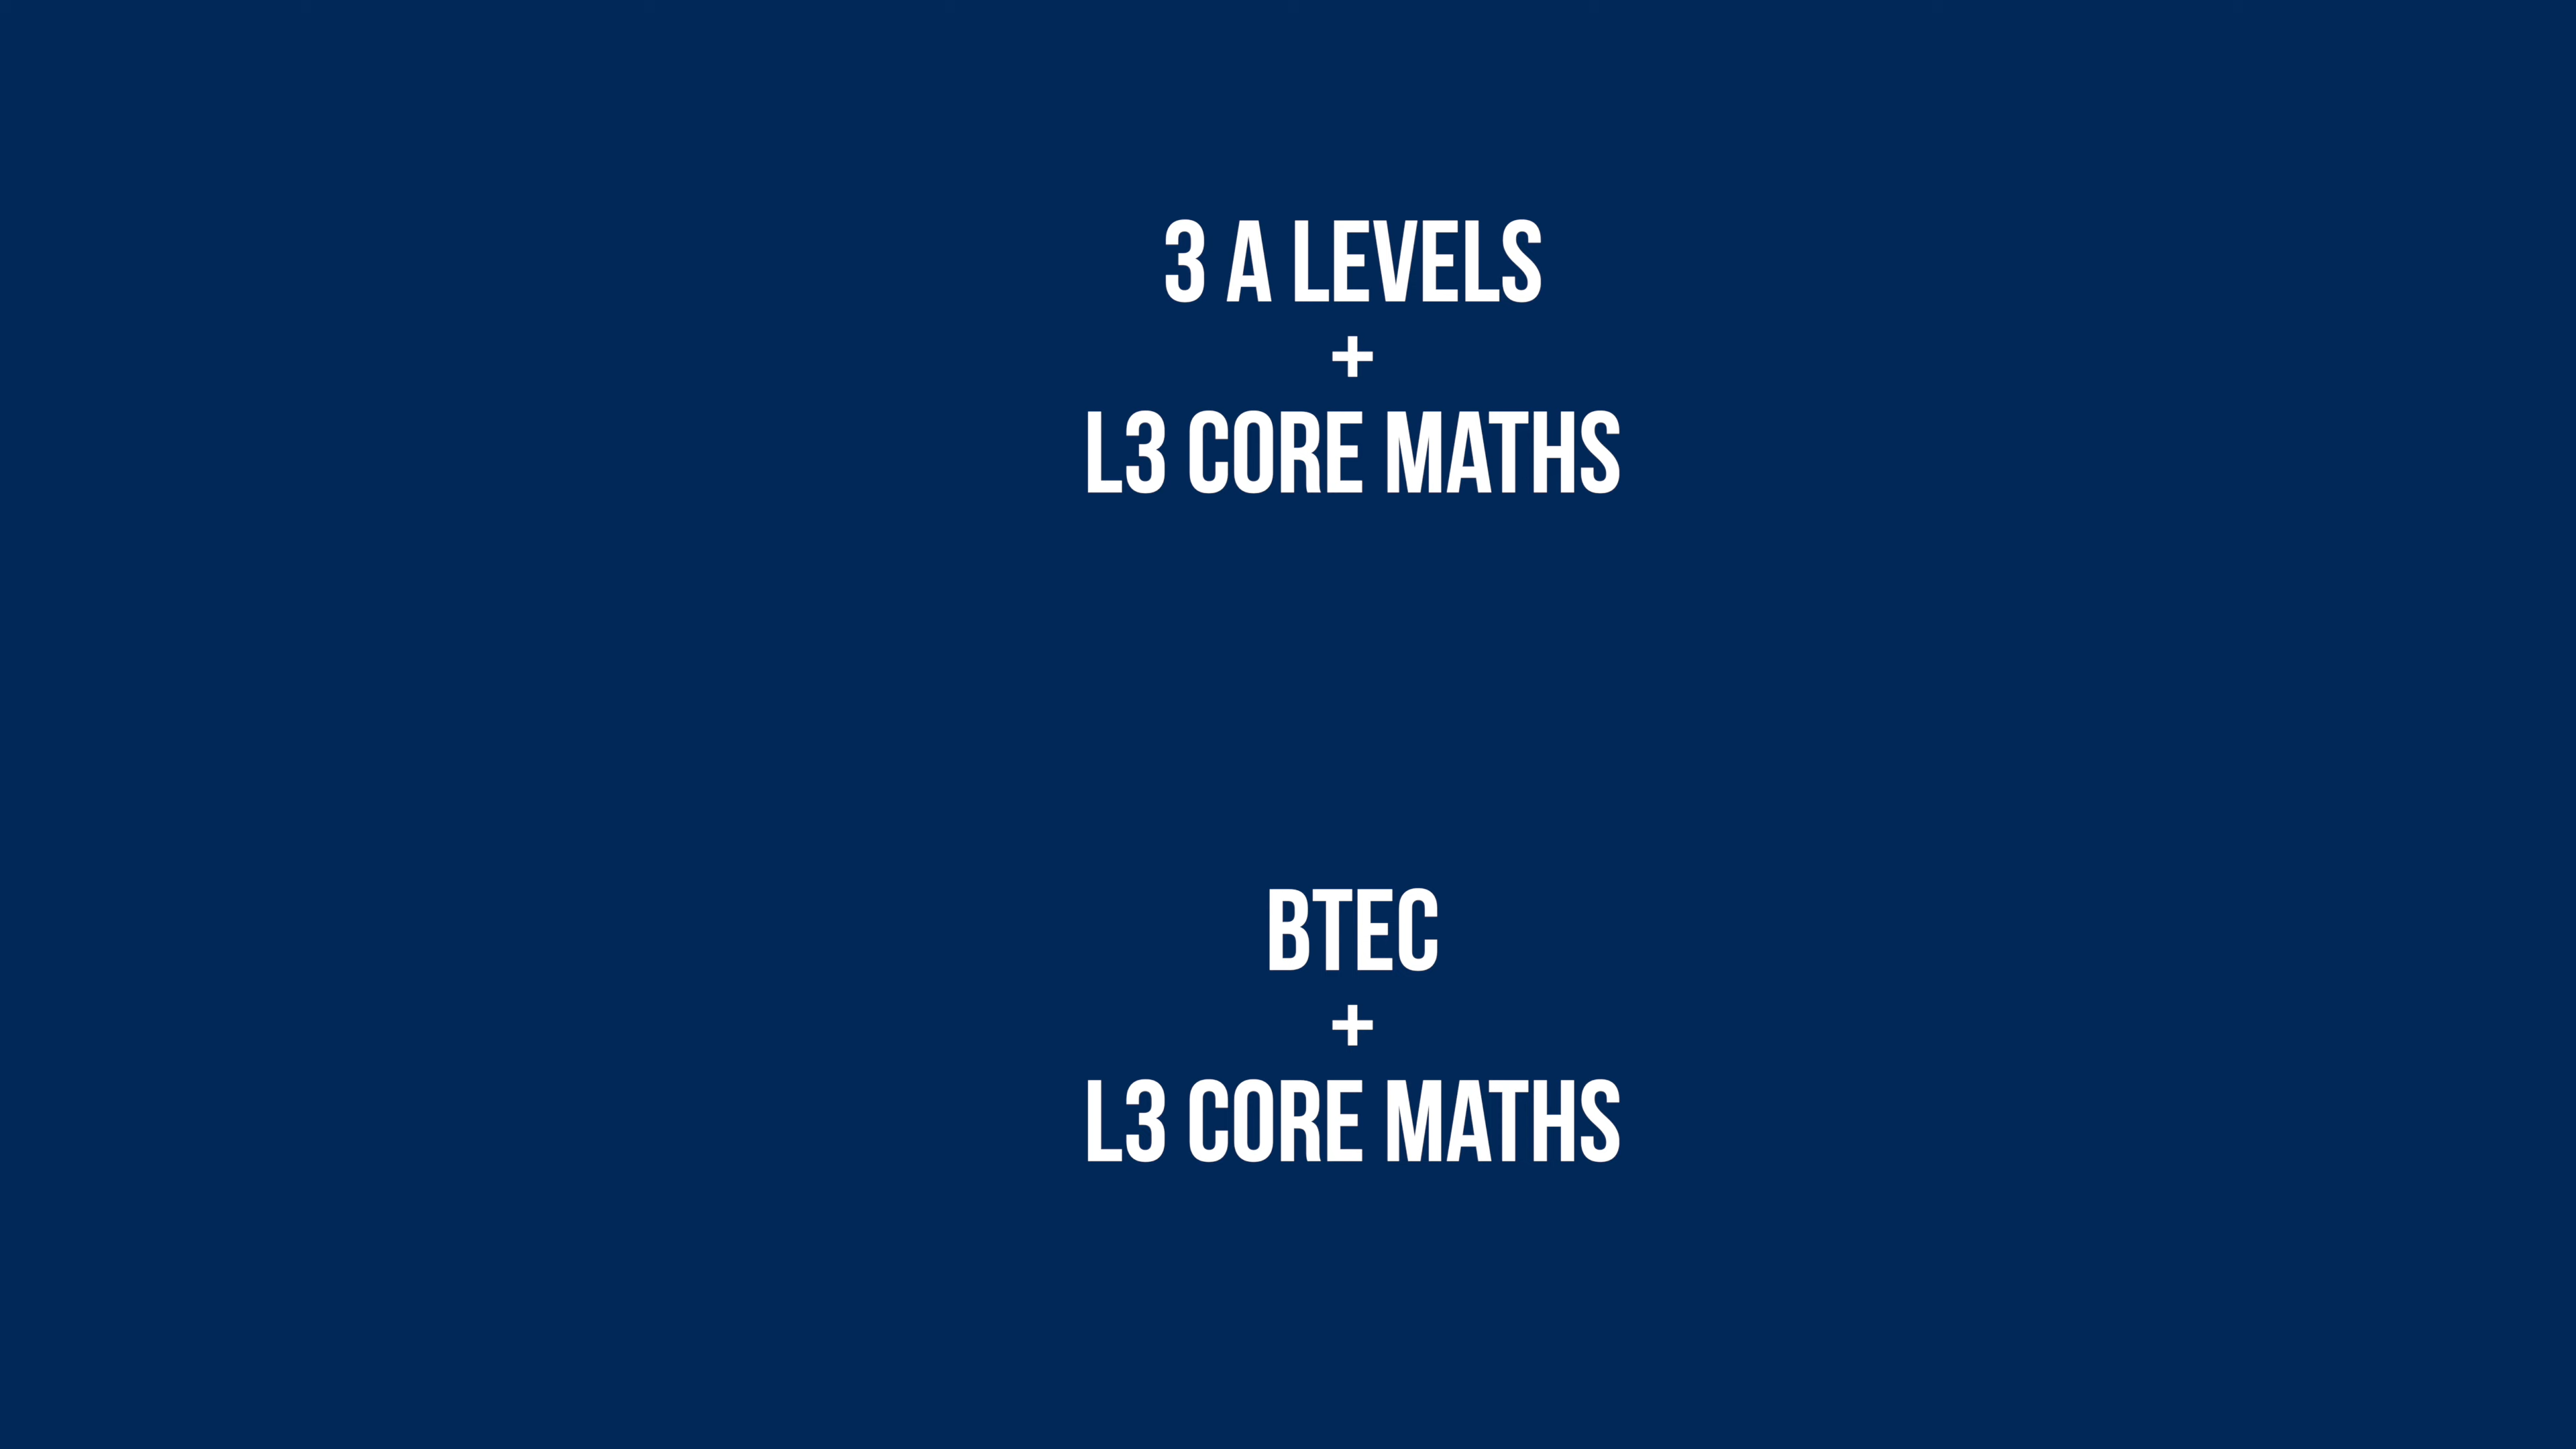 3 A LEVELS
+
L3 CORE MATHS
BTEC
+
L3 CORE MATHS